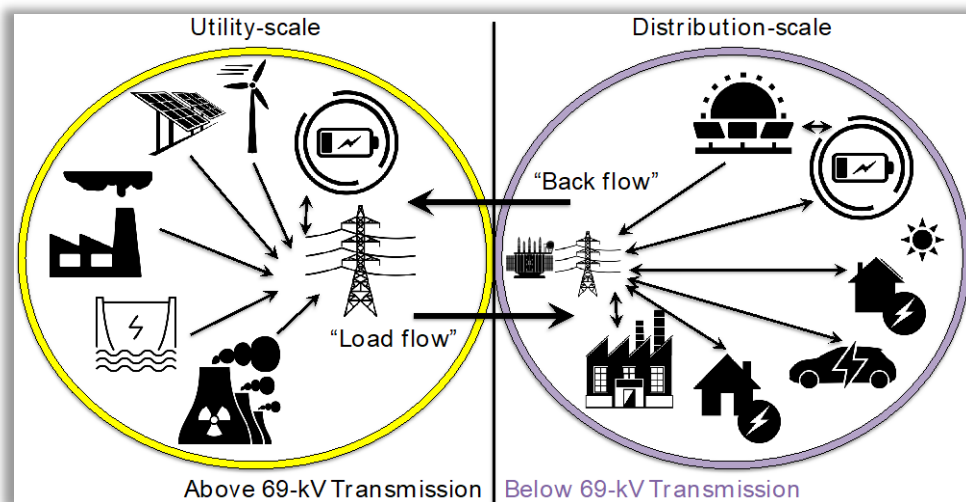 Utility-scale
Distribution-scale
“Back flow”
“Load flow”
Above 69-kV Transmission
Below 69-kV Transmission